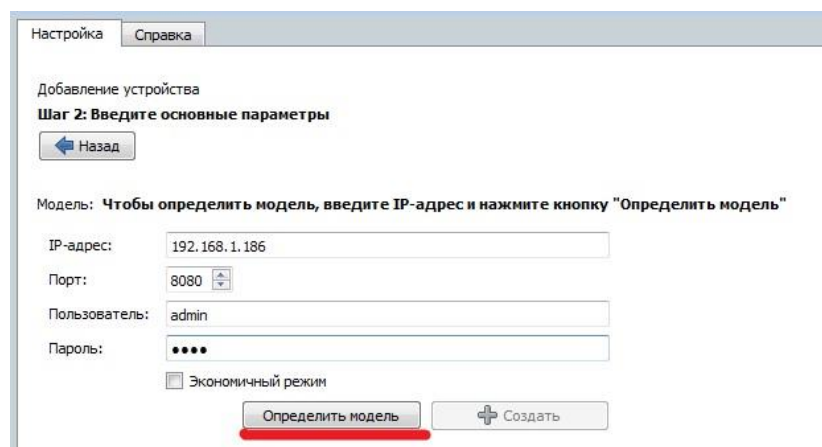 Настройка Справка
Добавление устройства
Шаг 2: Введите основные параметры
Назад
Модель: Чтобы определить модель, введите IP-адрес и нажмите кнопку "Определить модель"
IP-адрес: 192.168.1.186
Порт: 8080
Пользователь: admin
Пароль: ••••
Экономичный режим
Определить модель Создать